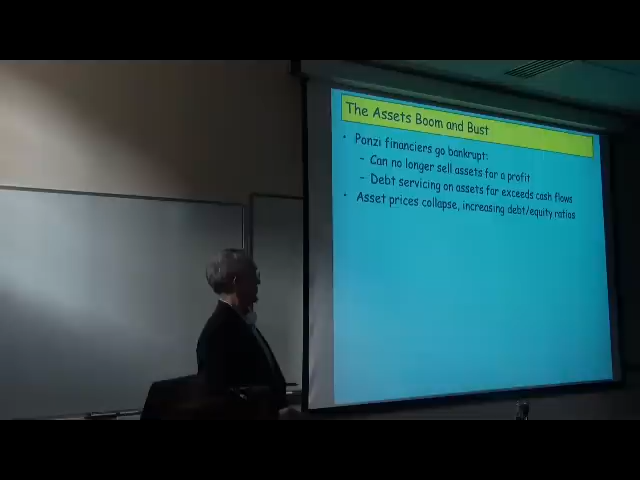 The Assets Boom and Bust
• Ponzi financiers go bankrupt:
– Can no longer sell assets for a profit
– Debt servicing on assets far exceeds cash flows
• Asset prices collapse, increasing debt/equity ratios